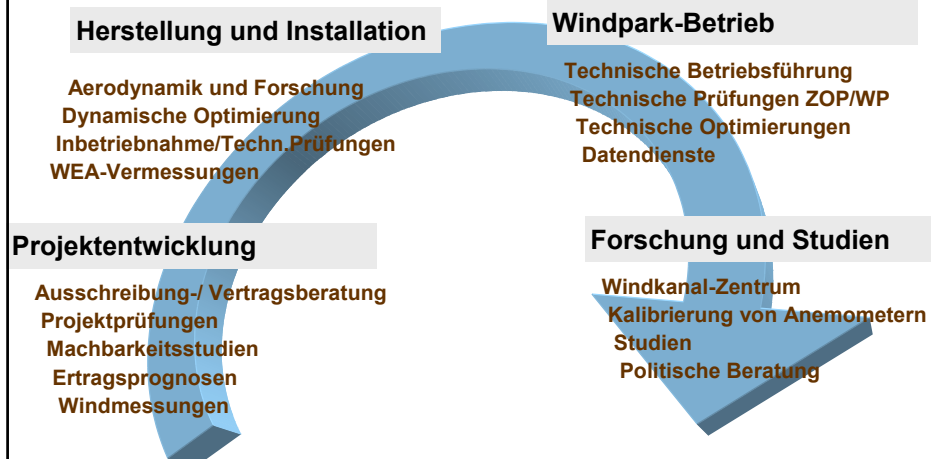 Herstellung und Installation
Aerodynamik und Forschung
Dynamische Optimierung
Inbetriebnahme/Techn.Prüfungen
WEA-Vermessungen
Windpark-Betrieb
Technische Betriebsführung
Technische Prüfungen ZOP/WP
Technische Optimierungen
Datendienste
Projektentwicklung
Ausschreibung-/ Vertragsberatung
Projektprüfungen
Machbarkeitsstudien
Ertragsprognosen
Windmessungen
Forschung und Studien
Windkanal-Zentrum
Kalibrierung von Anemometern
Studien
Politische Beratung